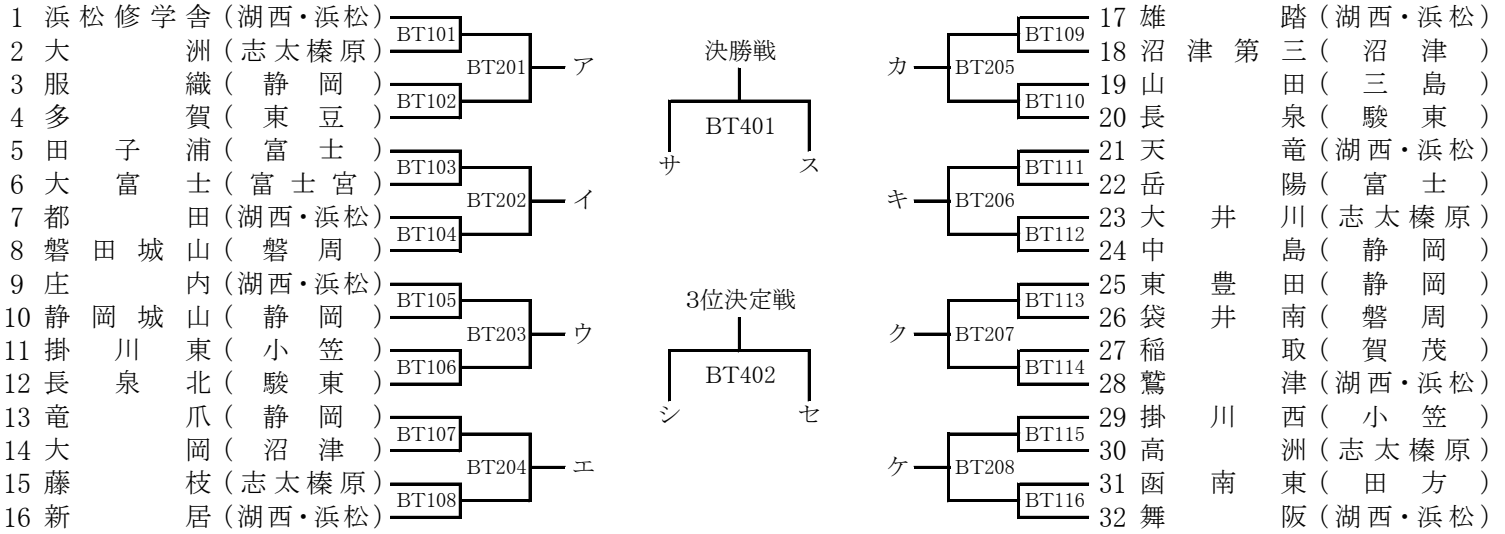 1 浜松修学舎(湖西・浜松)
2 大洲(志太榛原)
3 服織(静岡)
4 多賀(東豆)
5 田子浦(富士)
6 大富士(富士宮)
7 都田(湖西・浜松)
8 磐田城山(磐周)
9 庄内(湖西・浜松)
10 静岡城山(静岡)
11 掛川東(小笠)
12 長泉北(駿東)
13 竜爪(静岡)
14 大岡(沼津)
15 藤枝(志太榛原)
16 新居(湖西・浜松)
BT101
BT102
BT103
BT104
BT105
BT106
BT107
BT108
BT201
BT202
BT203
BT204
ア
イ
ウ
エ
決勝戦
BT401
サ ス
3位決定戦
BT402
シ セ
カ
キ
ク
ケ
BT205
BT206
BT207
BT208
BT109
BT110
BT111
BT112
BT113
BT114
BT115
BT116
17 雄踏(湖西・浜松)
18 沼津第三(沼津)
19 山田(三島)
20 長泉(駿東)
21 天竜(湖西・浜松)
22 岳陽(富士)
23 大井川(志太榛原)
24 中島(静岡)
25 東豊田(静岡)
26 袋井南(磐周)
27 稲取(賀茂)
28 鷲津(湖西・浜松)
29 掛川西(小笠)
30 高洲(志太榛原)
31 函南東(田方)
32 舞阪(湖西・浜松)